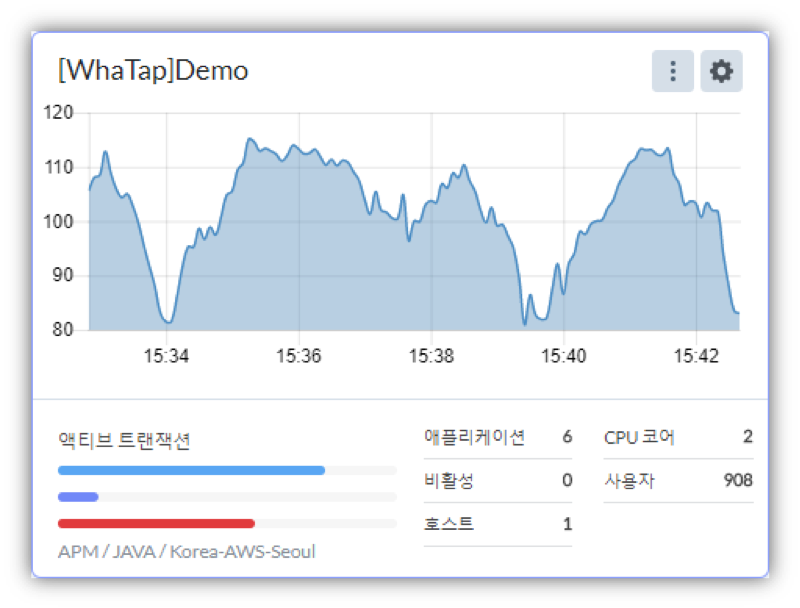 [WhaTap]Demo
120
110
100
90
80
15:34 15:36 15:38 15:40 15:42
액티브 트랜잭션
애플리케이션 6
비활성 0
호스트 1
CPU 코어 2
사용자 908
APM / JAVA / Korea-AWS-Seoul